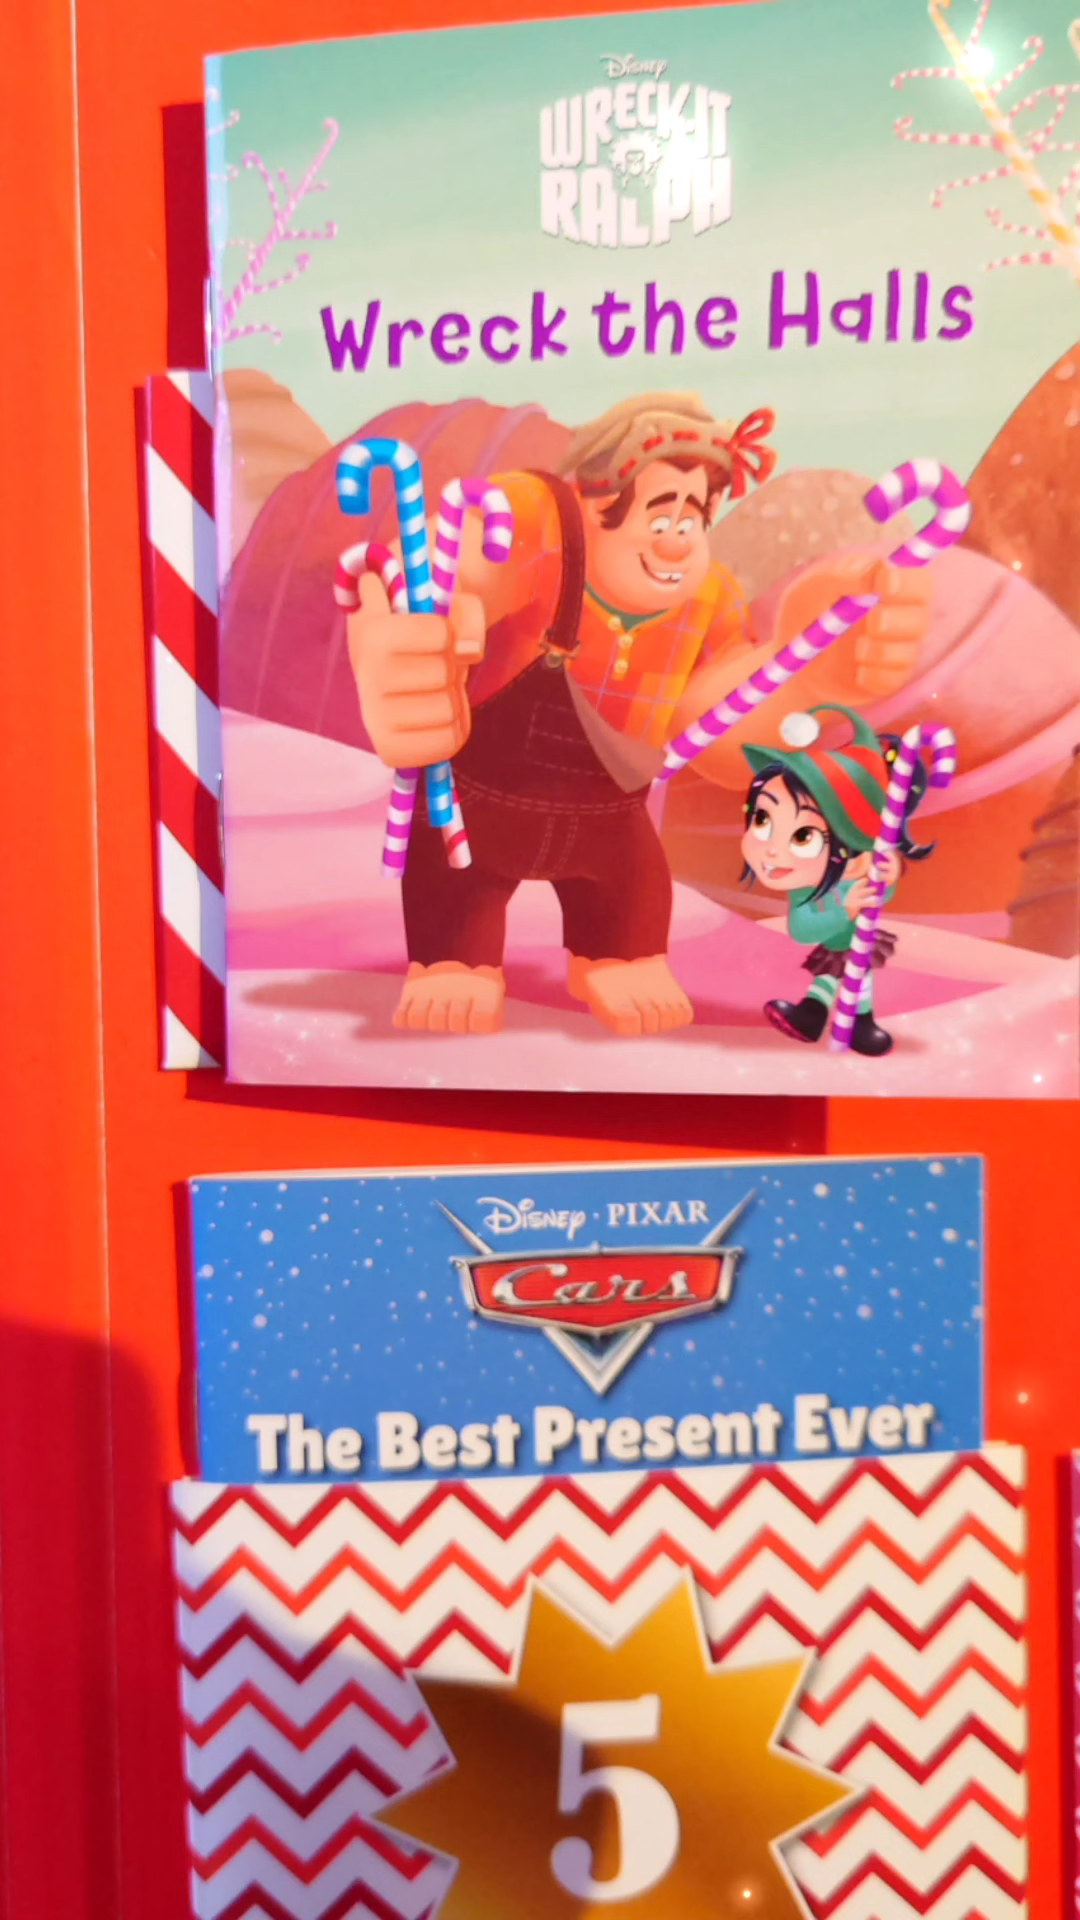 Disney
WRECK-IT
RALPH
Wreck the Halls
Disney · PIXAR
Cars
The Best Present Ever
5